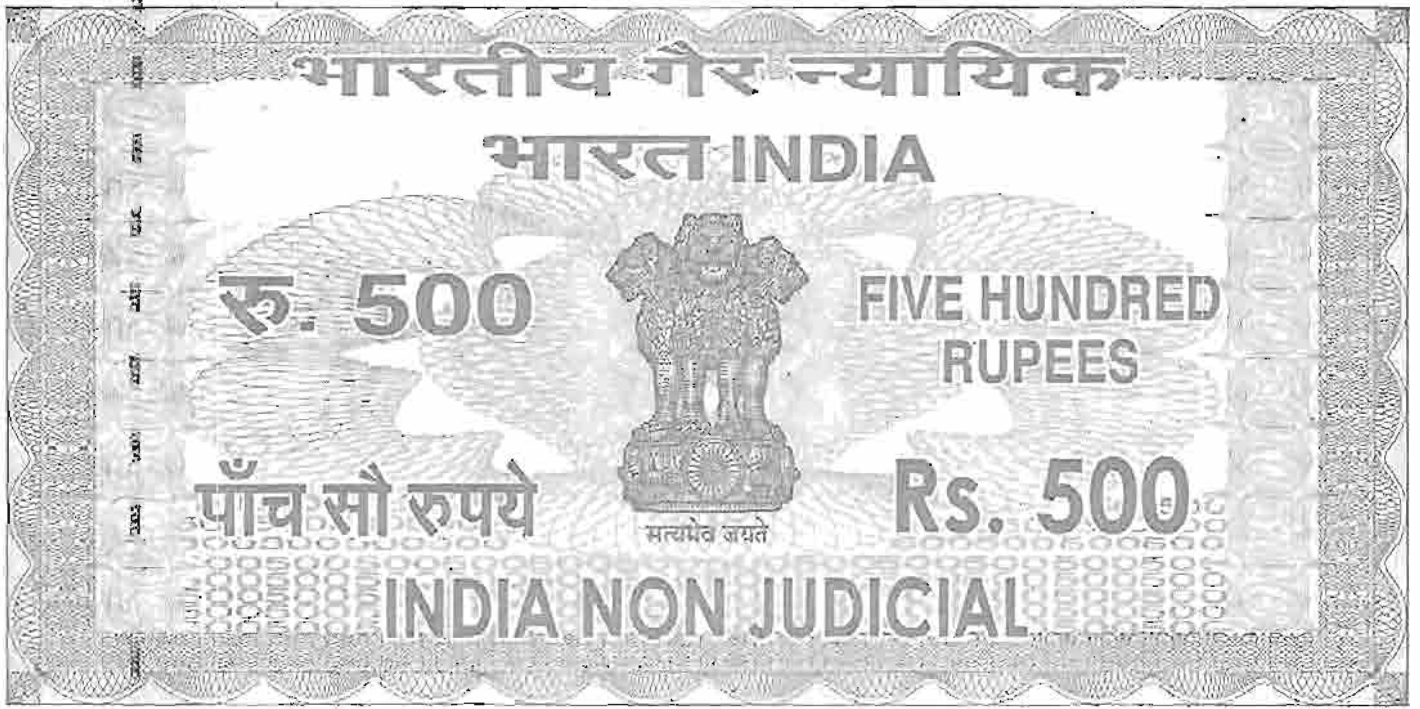 भारतीय गैर न्यायिक
भारत INDIA
रु. 500
FIVE HUNDRED
RUPEES
पाँच सौ रुपये
Rs. 500
सत्यमेव जयते
INDIA NON JUDICIAL